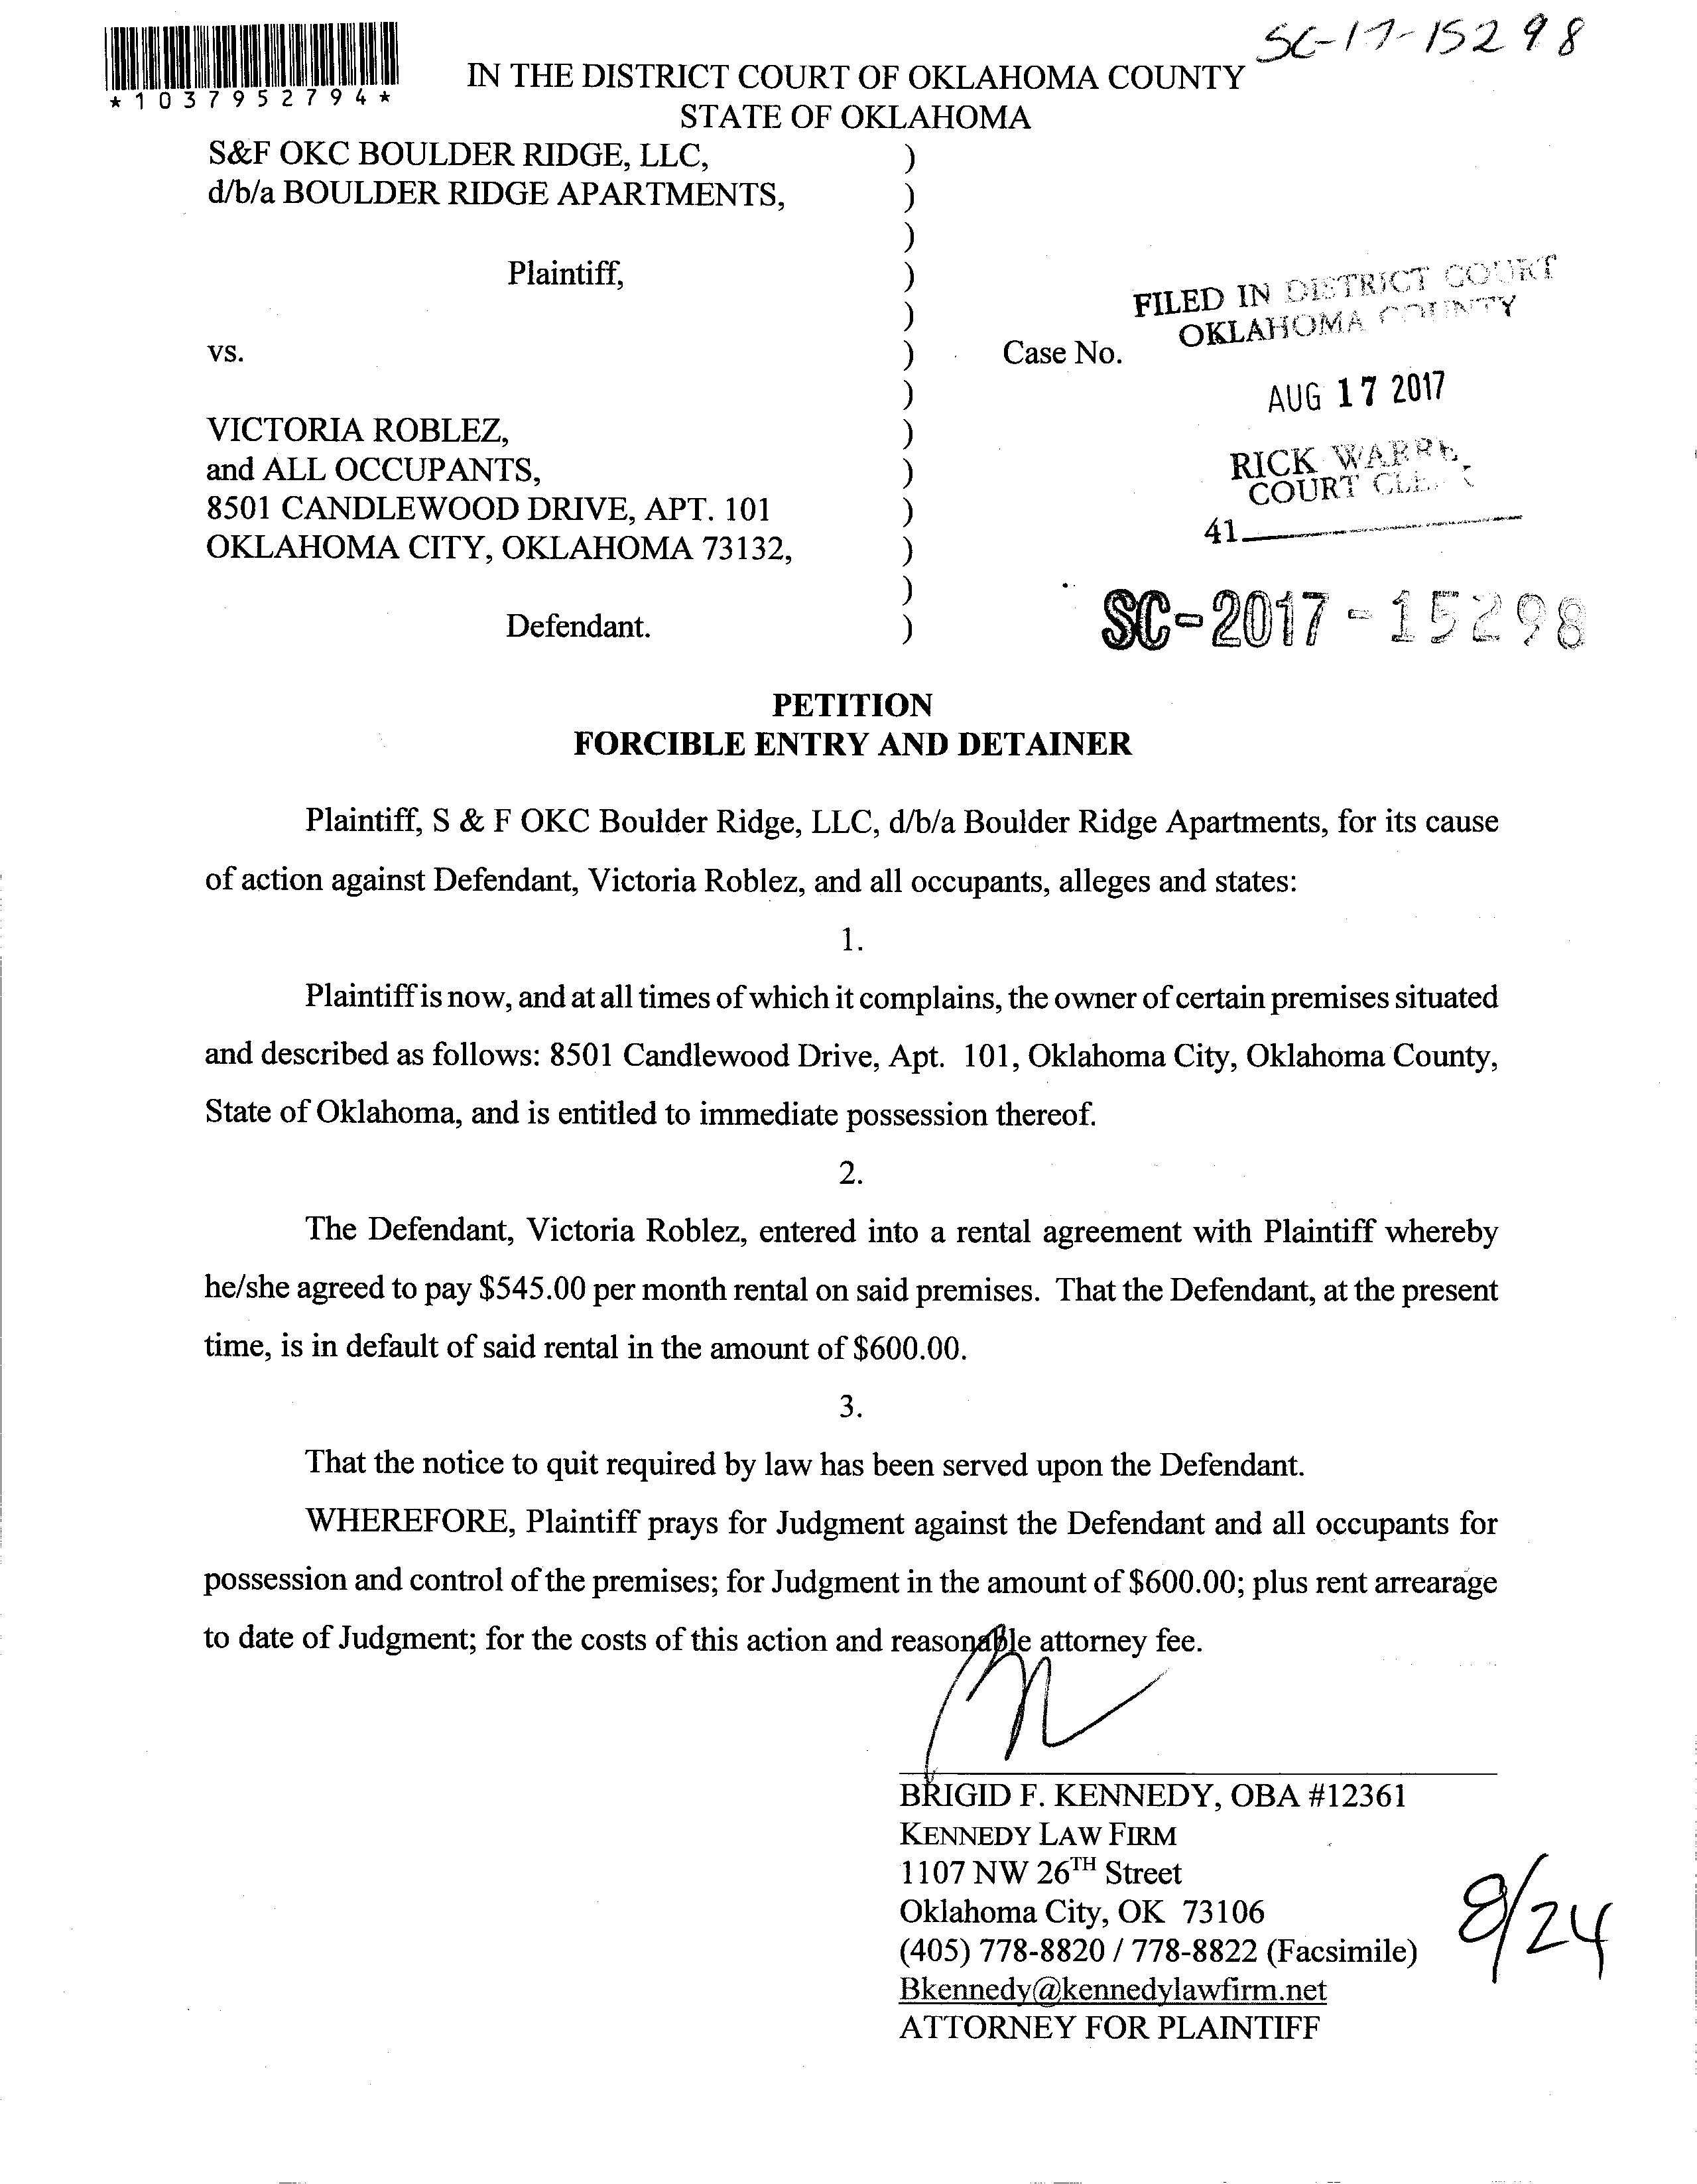 SC-17-15298
*1037952794*
IN THE DISTRICT COURT OF OKLAHOMA COUNTY
STATE OF OKLAHOMA
S&F OKC BOULDER RIDGE, LLC, )
d/b/a BOULDER RIDGE APARTMENTS, )
)
Plaintiff, )
)
vs. ) Case No.
)
VICTORIA ROBLEZ, )
and ALL OCCUPANTS, )
8501 CANDLEWOOD DRIVE, APT. 101 )
OKLAHOMA CITY, OKLAHOMA 73132, )
)
Defendant. )
FILED IN DISTRICT COURT
OKLAHOMA COUNTY
AUG 17 2017
RICK WARRE
COURT CLE
41
SC-2017-15298
PETITION
FORCIBLE ENTRY AND DETAINER
Plaintiff, S & F OKC Boulder Ridge, LLC, d/b/a Boulder Ridge Apartments, for its cause
of action against Defendant, Victoria Roblez, and all occupants, alleges and states:
1.
Plaintiff is now, and at all times of which it complains, the owner of certain premises situated
and described as follows: 8501 Candlewood Drive, Apt. 101, Oklahoma City, Oklahoma County,
State of Oklahoma, and is entitled to immediate possession thereof.
2.
The Defendant, Victoria Roblez, entered into a rental agreement with Plaintiff whereby
he/she agreed to pay $545.00 per month rental on said premises. That the Defendant, at the present
time, is in default of said rental in the amount of $600.00.
3.
That the notice to quit required by law has been served upon the Defendant.
WHEREFORE, Plaintiff prays for Judgment against the Defendant and all occupants for
possession and control of the premises; for Judgment in the amount of $600.00; plus rent arrearage
to date of Judgment; for the costs of this action and reasonable attorney fee.
BRIGID F. KENNEDY, OBA #12361
KENNEDY LAW FIRM
1107 NW 26TH Street
Oklahoma City, OK 73106
(405) 778-8820 / 778-8822 (Facsimile)
Bkennedy@kennedylawfirm.net
ATTORNEY FOR PLAINTIFF
8/24